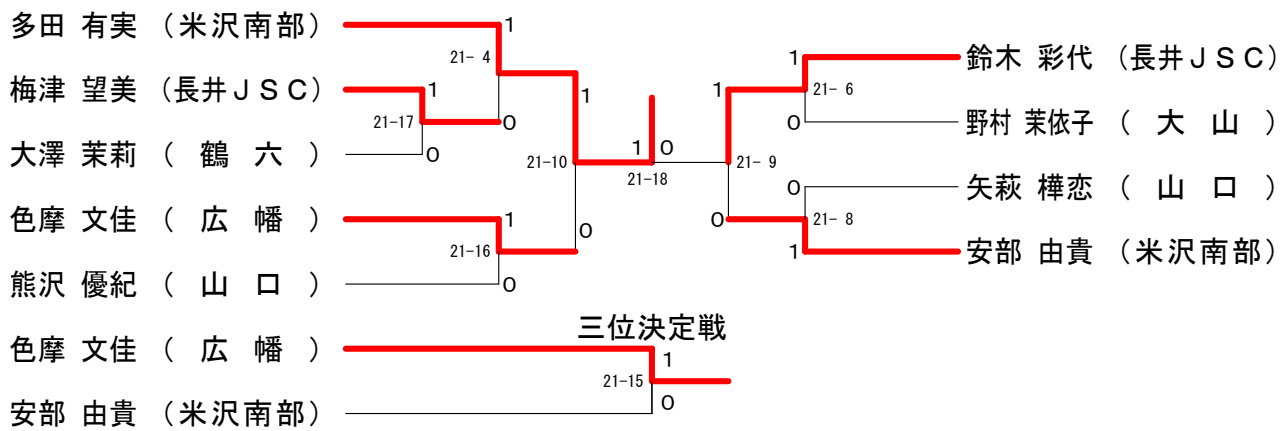 多田 有実 （米沢南部）
梅津 望美 （長井ＪＳＣ）
大澤 茉莉 （ 鶴 六 ）
色摩 文佳 （ 広 幡 ）
熊沢 優紀 （ 山 口 ）
1
21- 4
0
1
21-17
0
1
21-16
0
1
21-10
0
1 0
21-18
1
21- 9
0
1
21- 6
0
0
21- 8
1
鈴木 彩代 （長井ＪＳＣ）
野村 茉依子 （ 大 山 ）
矢萩 樺恋 （ 山 口 ）
安部 由貴 （米沢南部）
三位決定戦
色摩 文佳 （ 広 幡 ）
安部 由貴 （米沢南部）
1
21-15
0